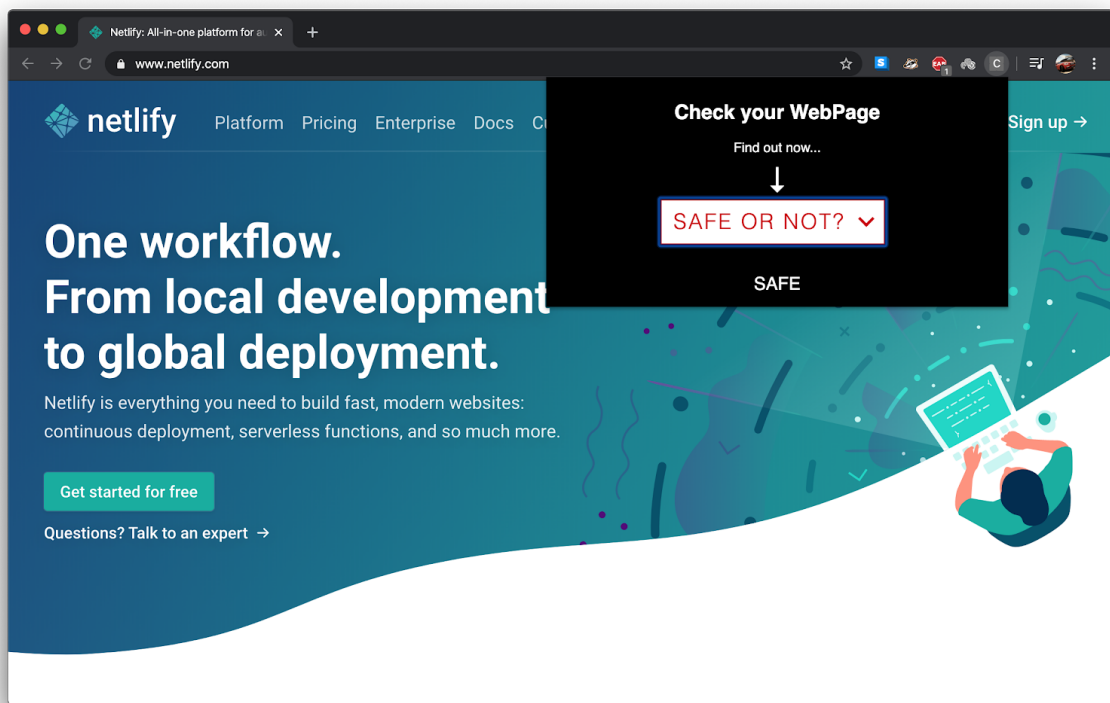 Netlify: All-in-one platform for au
www.netlify.com
S
1
C
netlify
Platform Pricing Enterprise Docs
Sign up →
Check your WebPage
Find out now...
SAFE OR NOT?
SAFE
One workflow.
From local development
to global deployment.
Netlify is everything you need to build fast, modern websites:
continuous deployment, serverless functions, and so much more.
Get started for free
Questions? Talk to an expert →